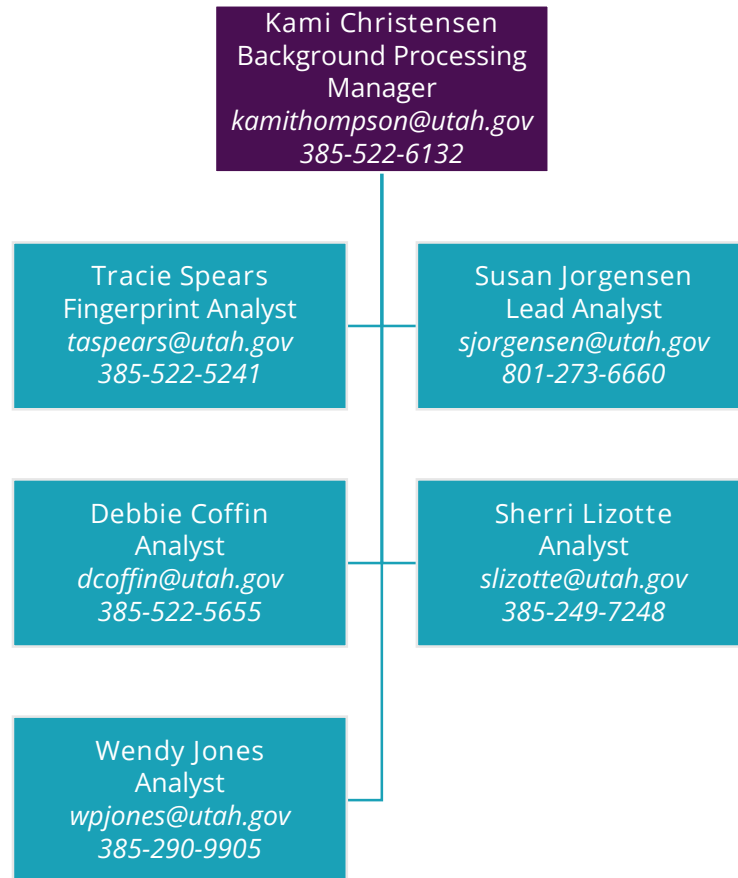 Kami Christensen
Background Processing
Manager
kamithompson@utah.gov
385-522-6132
Tracie Spears
Fingerprint Analyst
taspears@utah.gov
385-522-5241
Susan Jorgensen
Lead Analyst
sjorgensen@utah.gov
801-273-6660
Debbie Coffin
Analyst
dcoffin@utah.gov
385-522-5655
Sherri Lizotte
Analyst
slizotte@utah.gov
385-249-7248
Wendy Jones
Analyst
wpjones@utah.gov
385-290-9905